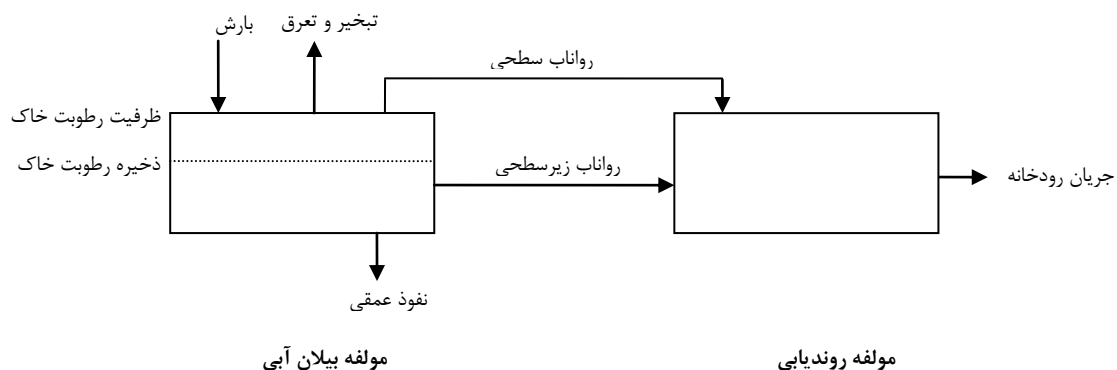 بارش
تبخیر و تعرق
رواناب سطحی
ظرفیت رطوبت خاک
ذخیره رطوبت خاک
رواناب زیرسطحی
جریان رودخانه
نفوذ عمقی
مولفه بیلان آبی
مولفه روندیابی